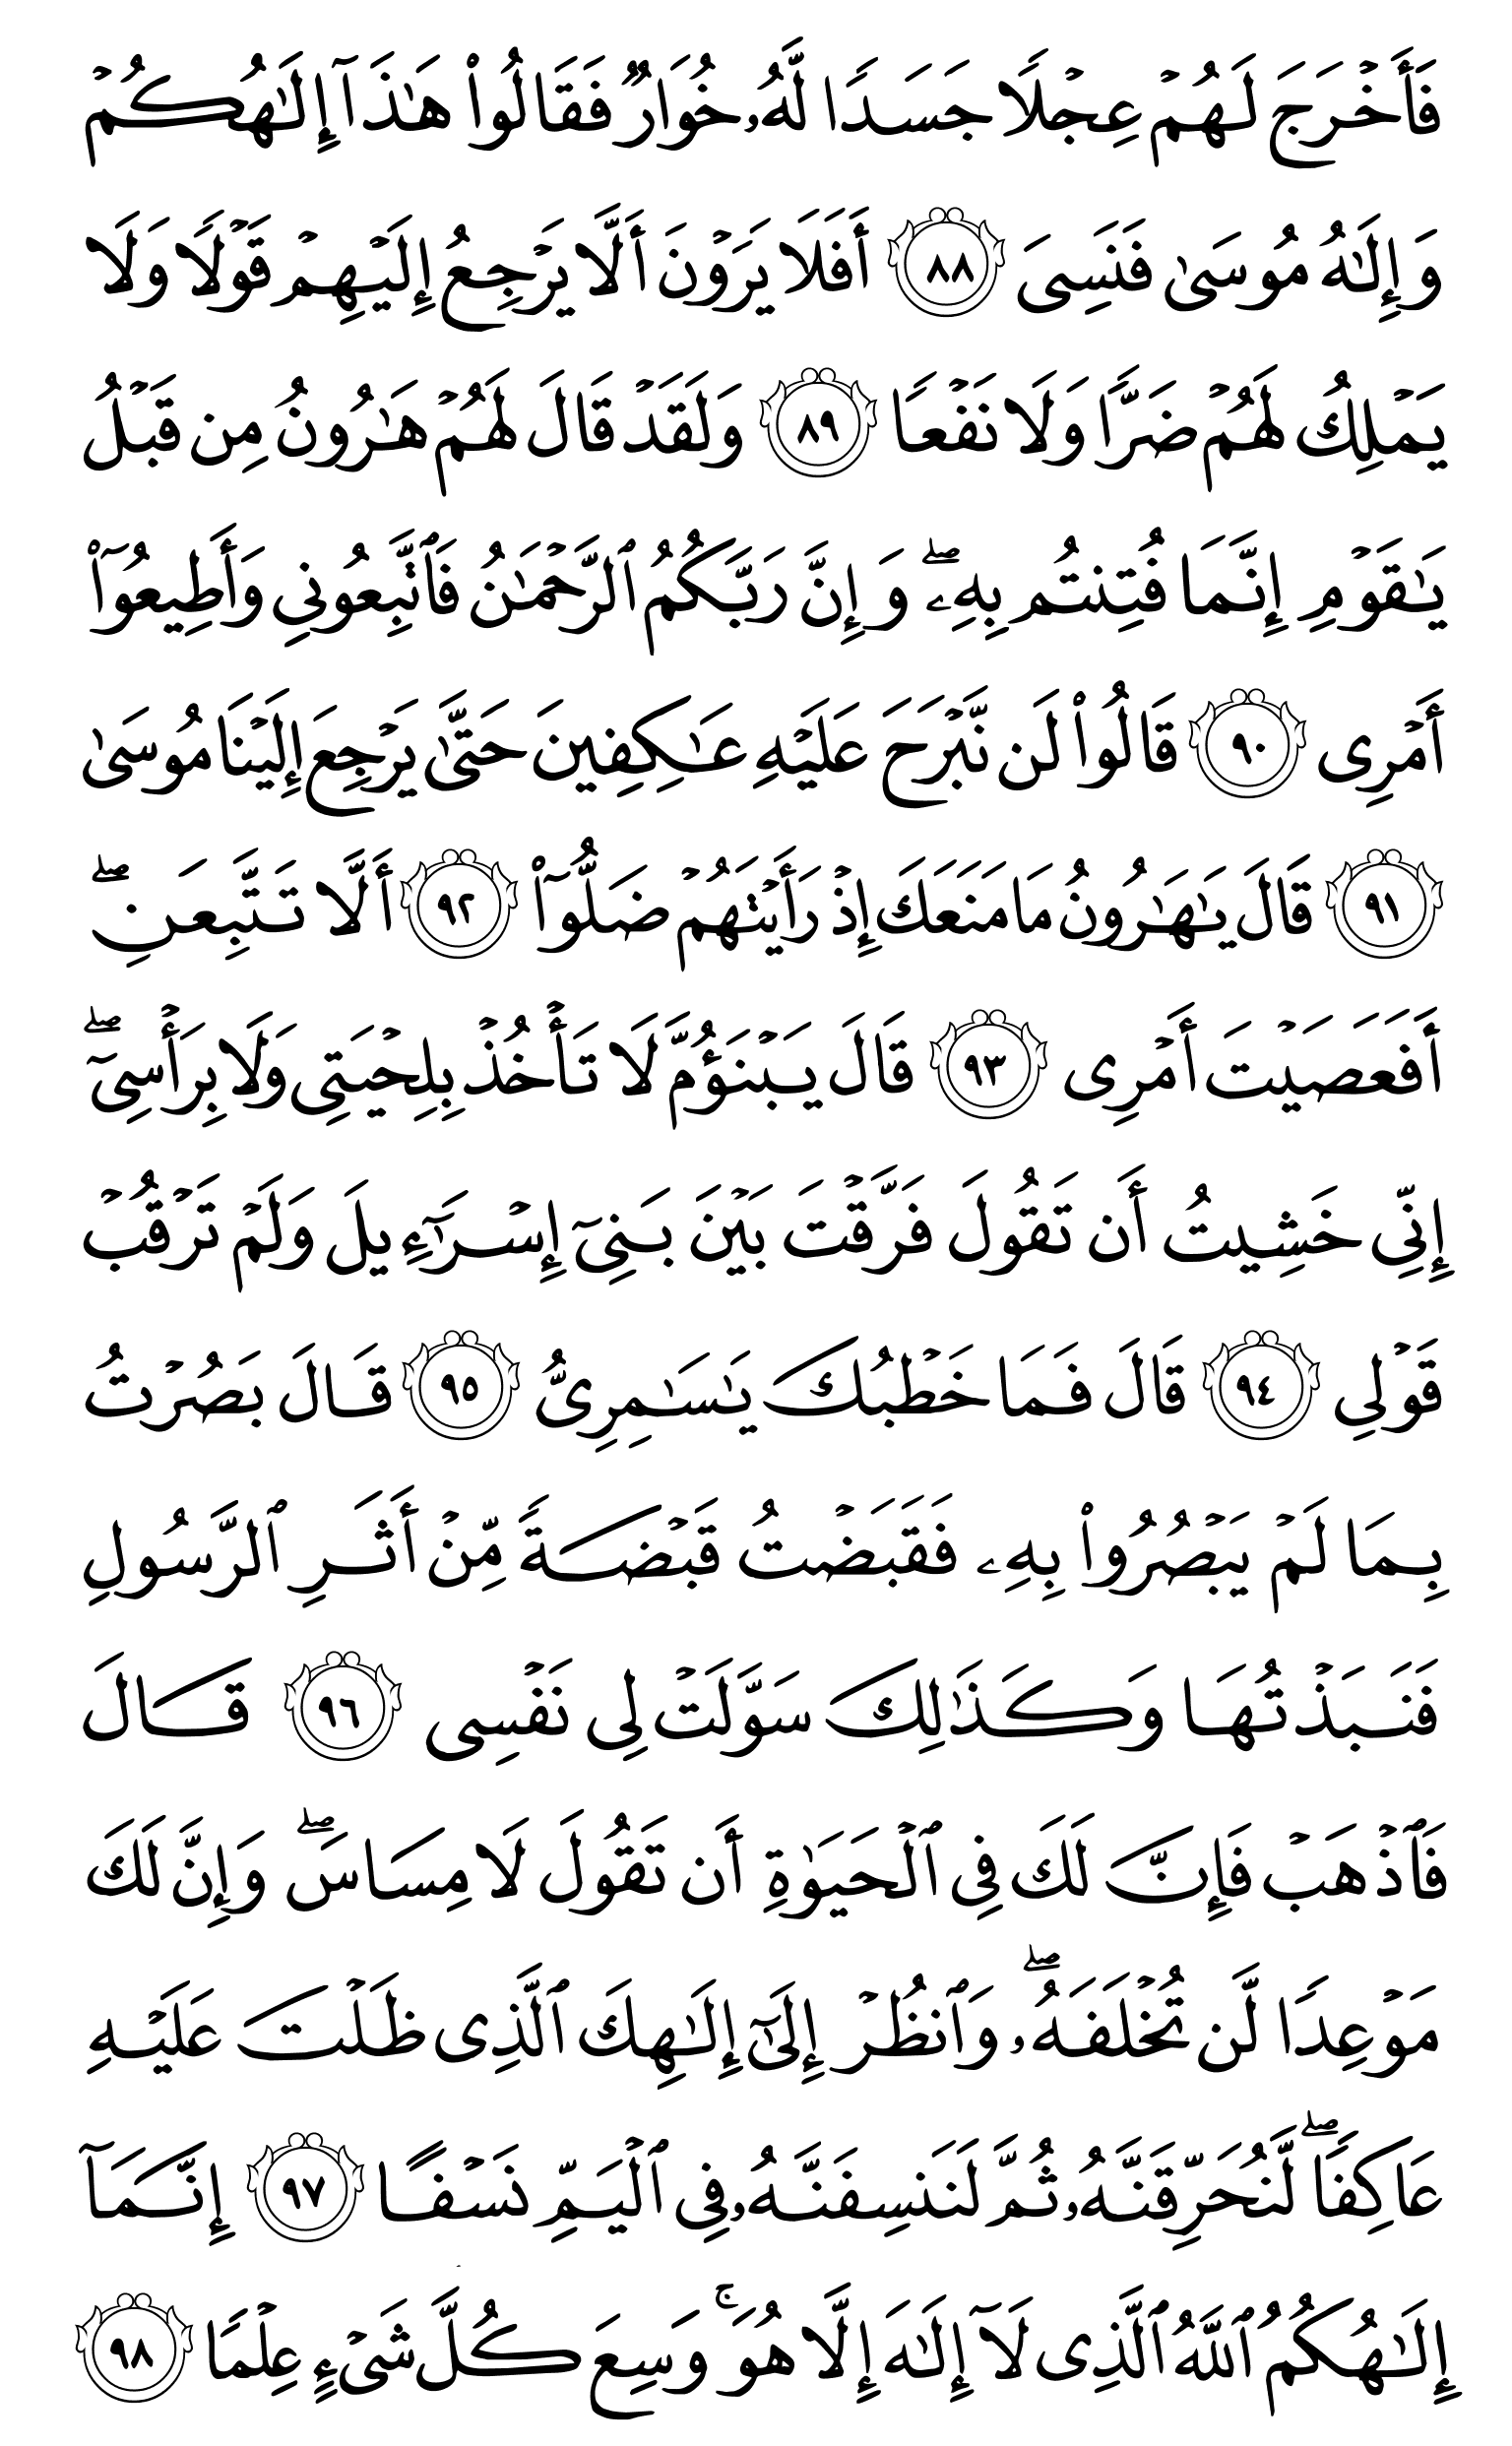 فَأَخۡرَجَ لَهُمۡ عِجۡلٗا جَسَدٗا لَّهُۥ خُوَارٞ فَقَالُواْ هَٰذَآ إِلَٰهُكُمۡ
وَإِلَٰهُ مُوسَىٰ فَنَسِيَ ٨٨ أَفَلَا يَرَوۡنَ أَلَّا يَرۡجِعُ إِلَيۡهِمۡ قَوۡلٗا وَلَا
يَمۡلِكُ لَهُمۡ ضَرّٗا وَلَا نَفۡعٗا ٨٩ وَلَقَدۡ قَالَ لَهُمۡ هَٰرُونُ مِن قَبۡلُ
يَٰقَوۡمِ إِنَّمَا فُتِنتُم بِهِۦۖ وَإِنَّ رَبَّكُمُ ٱلرَّحۡمَٰنُ فَٱتَّبِعُونِي وَأَطِيعُوٓاْ
أَمۡرِي ٩٠ قَالُواْ لَن نَّبۡرَحَ عَلَيۡهِ عَٰكِفِينَ حَتَّىٰ يَرۡجِعَ إِلَيۡنَا مُوسَىٰ
٩١ قَالَ يَٰهَٰرُونُ مَا مَنَعَكَ إِذۡ رَأَيۡتَهُمۡ ضَلُّوٓاْ ٩٢ أَلَّا تَتَّبِعَنِۖ
أَفَعَصَيۡتَ أَمۡرِي ٩٣ قَالَ يَبۡنَؤُمَّ لَا تَأۡخُذۡ بِلِحۡيَتِي وَلَا بِرَأۡسِيٓۖ
إِنِّي خَشِيتُ أَن تَقُولَ فَرَّقۡتَ بَيۡنَ بَنِيٓ إِسۡرَٰٓءِيلَ وَلَمۡ تَرۡقُبۡ
قَوۡلِي ٩٤ قَالَ فَمَا خَطۡبُكَ يَٰسَٰمِرِيُّ ٩٥ قَالَ بَصُرۡتُ
بِمَا لَمۡ يَبۡصُرُواْ بِهِۦ فَقَبَضۡتُ قَبۡضَةٗ مِّنۡ أَثَرِ ٱلرَّسُولِ
فَنَبَذۡتُهَا وَكَذَٰلِكَ سَوَّلَتۡ لِي نَفۡسِي ٩٦ قَالَ
فَٱذۡهَبۡ فَإِنَّ لَكَ فِي ٱلۡحَيَوٰةِ أَن تَقُولَ لَا مِسَاسَۖ وَإِنَّ لَكَ
مَوۡعِدٗا لَّن تُخۡلَفَهُۥۖ وَٱنظُرۡ إِلَىٰٓ إِلَٰهِكَ ٱلَّذِي ظَلۡتَ عَلَيۡهِ
عَاكِفٗاۖ لَّنُحَرِّقَنَّهُۥ ثُمَّ لَنَنسِفَنَّهُۥ فِي ٱلۡيَمِّ نَسۡفًا ٩٧ إِنَّمَآ
إِلَٰهُكُمُ ٱللَّهُ ٱلَّذِي لَآ إِلَٰهَ إِلَّا هُوَۚ وَسِعَ كُلَّ شَيۡءٍ عِلۡمٗا ٩٨